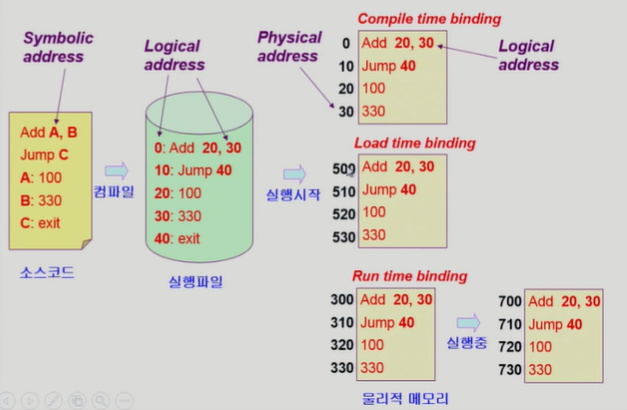 Symbolic
address
Logical
address
Add A, B
Jump C
A: 100
B: 330
C: exit
소스코드
컴파일
0: Add 20, 30
10: Jump 40
20: 100
30: 330
40: exit
실행파일
실행시작
Compile time binding
Physical
address
Logical
address
0 Add 20, 30
10 Jump 40
20 100
30 330
Load time binding
500 Add 20, 30
510 Jump 40
520 100
530 330
Run time binding
300 Add 20, 30
310 Jump 40
320 100
330 330
실행중
700 Add 20, 30
710 Jump 40
720 100
730 330
물리적 메모리